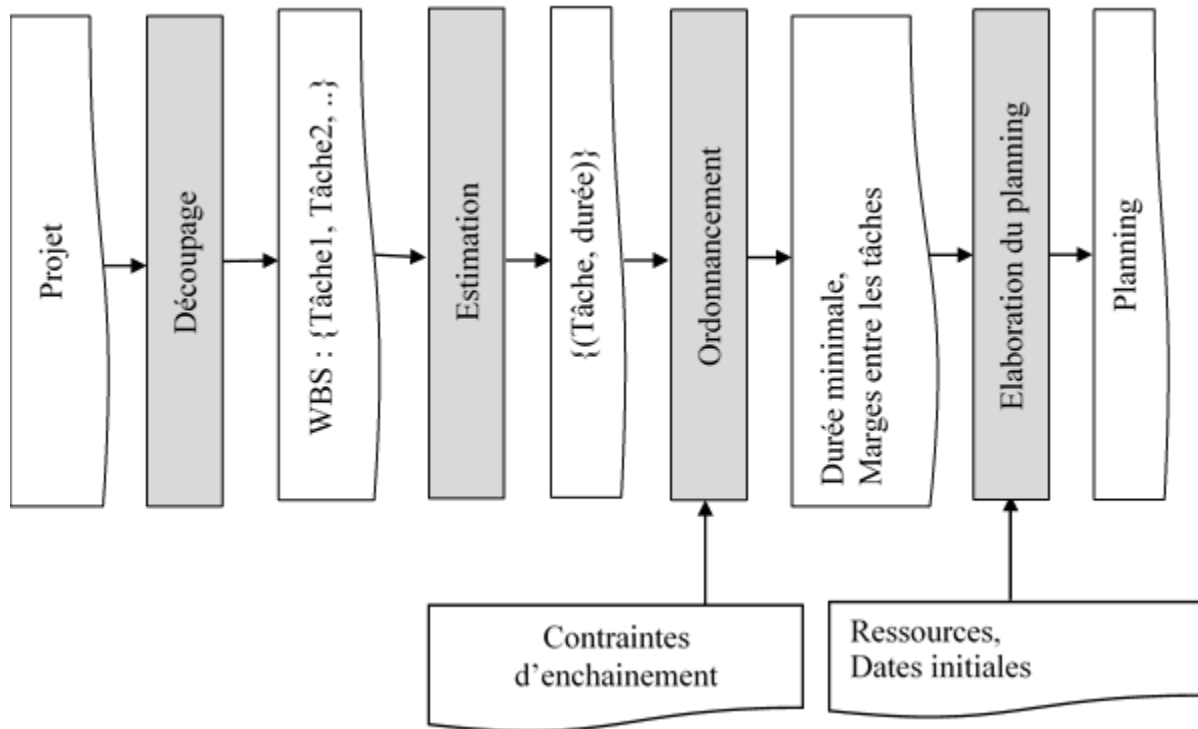 Projet
Découpage
WBS : {Tâche1, Tâche2, ..}
Estimation
{(Tâche, durée)}
Ordonnancement
Durée minimale,
Marges entre les tâches
Elaboration du planning
Planning
Contraintes
d’enchainement
Ressources,
Dates initiales